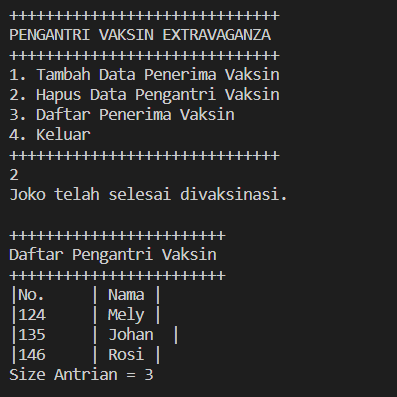 ++++++++++++++++++++++++++++++
PENGANTRI VAKSIN EXTRAVAGANZA
++++++++++++++++++++++++++++++
1. Tambah Data Penerima Vaksin
2. Hapus Data Pengantri Vaksin
3. Daftar Penerima Vaksin
4. Keluar
++++++++++++++++++++++++++++++
2
Joko telah selesai divaksinasi.

++++++++++++++++++++++++
Daftar Pengantri Vaksin
++++++++++++++++++++++++
|No.     | Nama |
|124     | Mely |
|135     | Johan  |
|146     | Rosi |
Size Antrian = 3